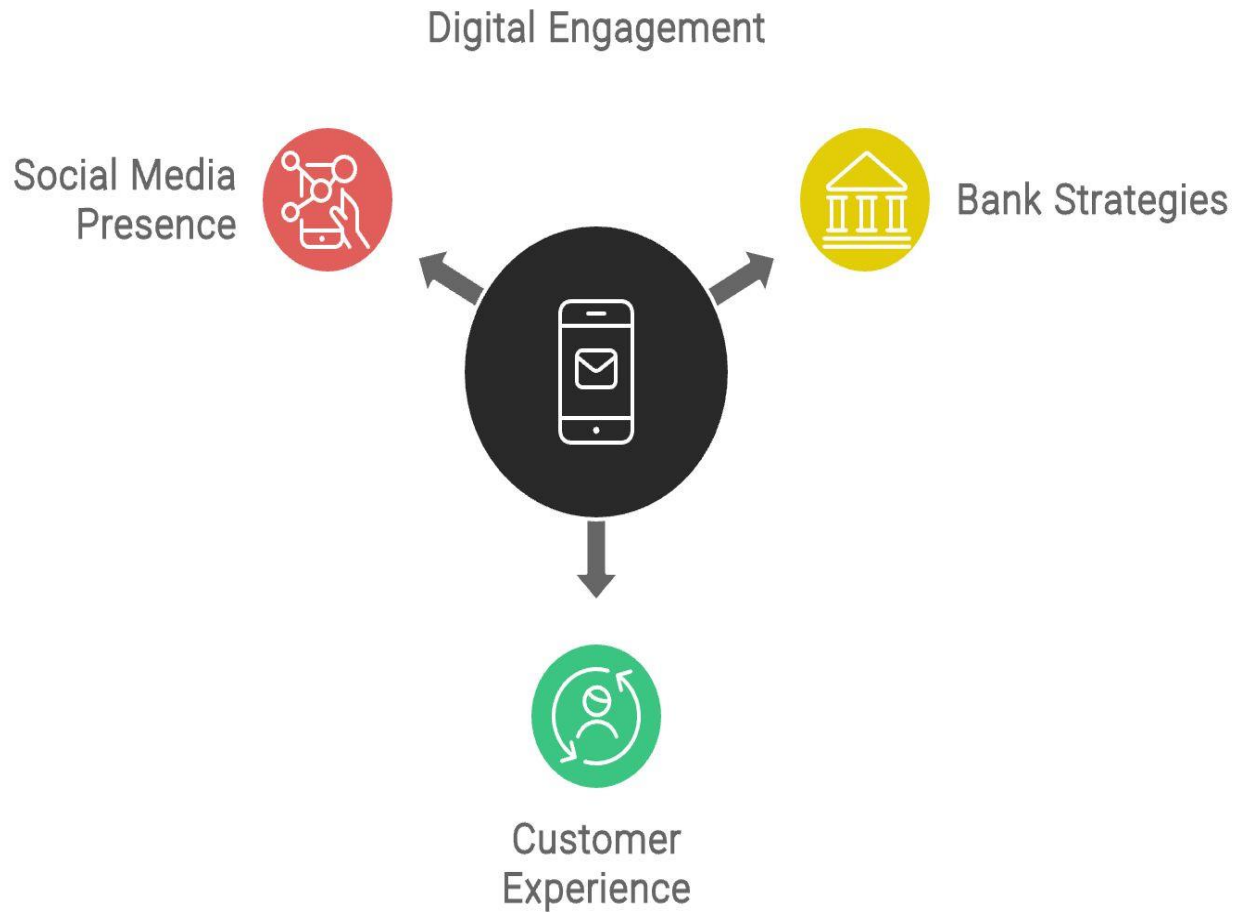 Digital Engagement
Social Media
Presence
Bank Strategies
Customer
Experience